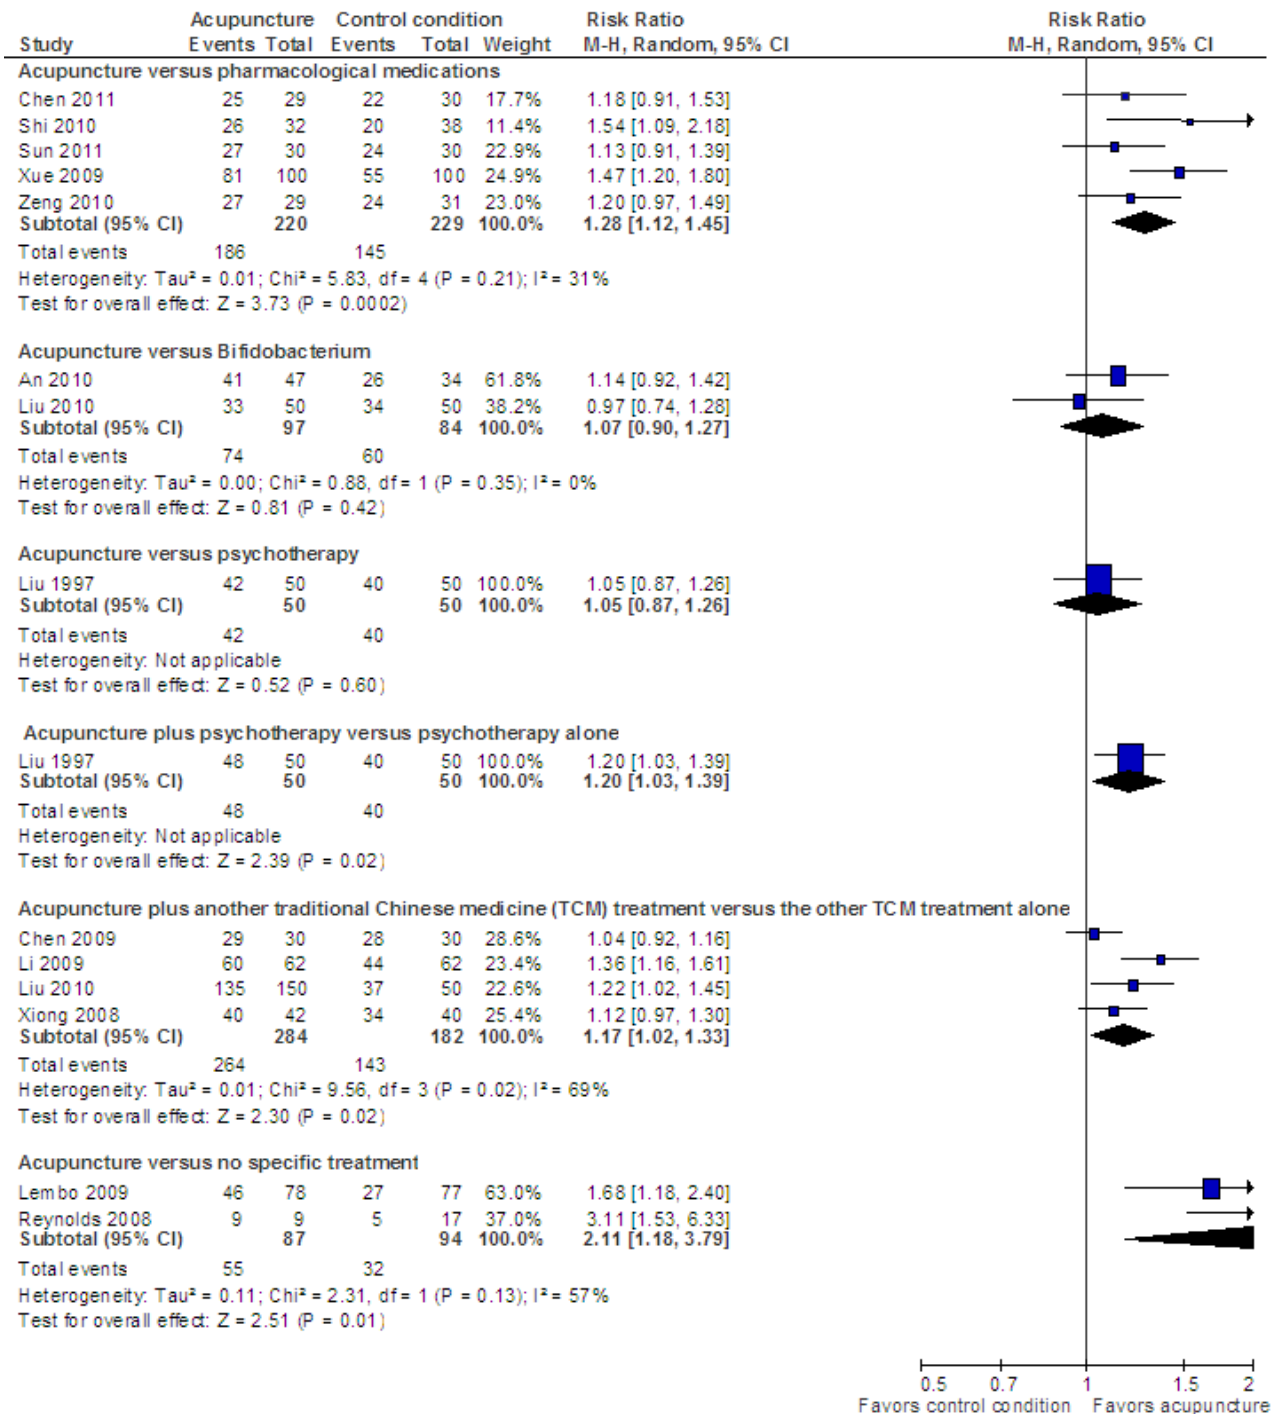 Acupuncture Control condition Risk Ratio Risk Ratio
Study Events Total Events Total Weight M-H, Random, 95% CI M-H, Random, 95% CI
Acupuncture versus pharmacological medications
Chen 2011 25 29 22 30 17.7% 1.18 [0.91, 1.53]
Shi 2010 26 32 20 38 11.4% 1.54 [1.09, 2.18]
Sun 2011 27 30 24 30 22.9% 1.13 [0.91, 1.39]
Xue 2009 81 100 55 100 24.9% 1.47 [1.20, 1.80]
Zeng 2010 27 29 24 31 23.0% 1.20 [0.97, 1.49]
Subtotal (95% CI) 220 229 100.0% 1.28 [1.12, 1.45]
Total events 186 145
Heterogeneity: Tau² = 0.01; Chi² = 5.83, df = 4 (P = 0.21); I² = 31%
Test for overall effect: Z = 3.73 (P = 0.0002)
Acupuncture versus Bifidobacterium
An 2010 41 47 26 34 61.8% 1.14 [0.92, 1.42]
Liu 2010 33 50 34 50 38.2% 0.97 [0.74, 1.28]
Subtotal (95% CI) 97 84 100.0% 1.07 [0.90, 1.27]
Total events 74 60
Heterogeneity: Tau² = 0.00; Chi² = 0.88, df = 1 (P = 0.35); I² = 0%
Test for overall effect: Z = 0.81 (P = 0.42)
Acupuncture versus psychotherapy
Liu 1997 42 50 40 50 100.0% 1.05 [0.87, 1.26]
Subtotal (95% CI) 50 50 100.0% 1.05 [0.87, 1.26]
Total events 42 40
Heterogeneity: Not applicable
Test for overall effect: Z = 0.52 (P = 0.60)
Acupuncture plus psychotherapy versus psychotherapy alone
Liu 1997 48 50 40 50 100.0% 1.20 [1.03, 1.39]
Subtotal (95% CI) 50 50 100.0% 1.20 [1.03, 1.39]
Total events 48 40
Heterogeneity: Not applicable
Test for overall effect: Z = 2.39 (P = 0.02)
Acupuncture plus another traditional Chinese medicine (TCM) treatment versus the other TCM treatment alone
Chen 2009 29 30 28 30 28.6% 1.04 [0.92, 1.16]
Li 2009 60 62 44 62 23.4% 1.36 [1.16, 1.61]
Liu 2010 135 150 37 50 22.6% 1.22 [1.02, 1.45]
Xiong 2008 40 42 34 40 25.4% 1.12 [0.97, 1.30]
Subtotal (95% CI) 284 182 100.0% 1.17 [1.02, 1.33]
Total events 264 143
Heterogeneity: Tau² = 0.01; Chi² = 9.56, df = 3 (P = 0.02); I² = 69%
Test for overall effect: Z = 2.30 (P = 0.02)
Acupuncture versus no specific treatment
Lembo 2009 46 78 27 77 63.0% 1.68 [1.18, 2.40]
Reynolds 2008 9 9 5 17 37.0% 3.11 [1.53, 6.33]
Subtotal (95% CI) 87 94 100.0% 2.11 [1.18, 3.79]
Total events 55 32
Heterogeneity: Tau² = 0.11; Chi² = 2.31, df = 1 (P = 0.13); I² = 57%
Test for overall effect: Z = 2.51 (P = 0.01)
0.5 0.7 1 1.5 2
Favors control condition Favors acupuncture